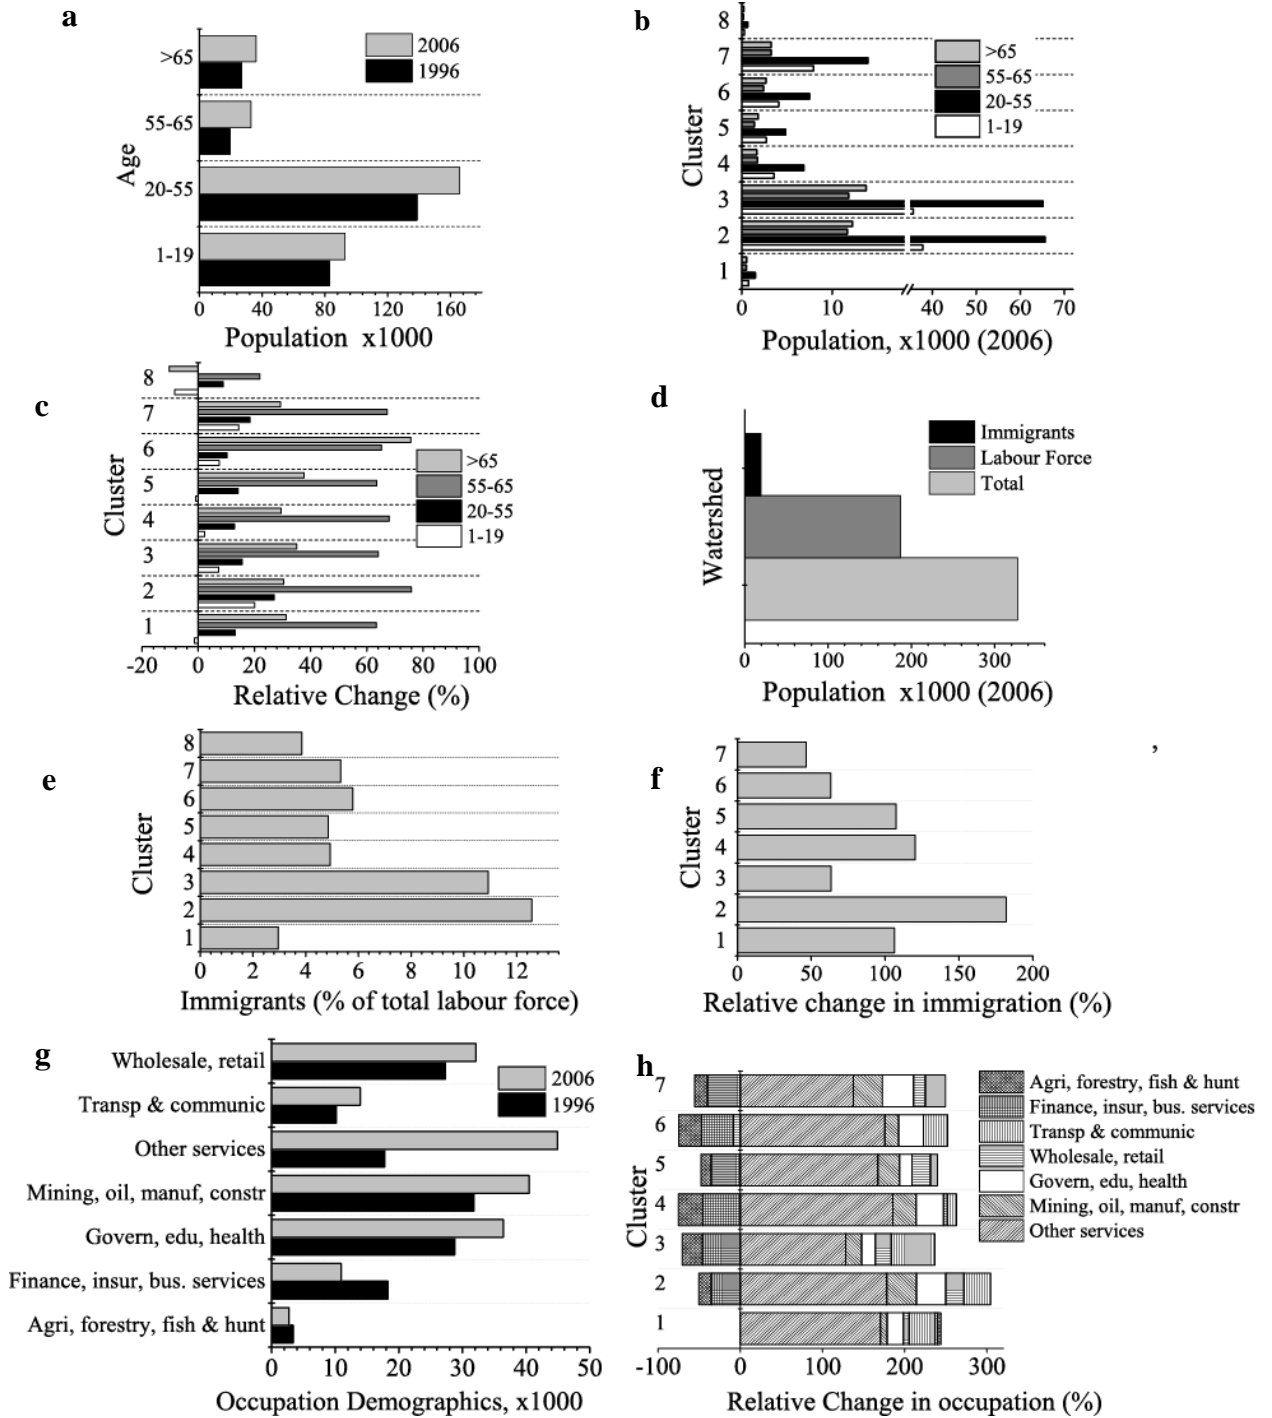 a
>65
55-65
20-55
1-19
Age
2006
1996
0
40
80
120
160
Population x1000
b
8
7
6
5
4
3
2
1
Cluster
>65
55-65
20-55
1-19
0
10
40
50
60
70
Population, x1000 (2006)
c
8
7
6
5
4
3
2
1
Cluster
>65
55-65
20-55
1-19
-20
0
20
40
60
80
100
Relative Change (%)
d
Watershed
Immigrants
Labour Force
Total
0
100
200
300
Population x1000 (2006)
e
8
7
6
5
4
3
2
1
Cluster
0
2
4
6
8
10
12
Immigrants (% of total labour force)
f
7
6
5
4
3
2
1
Cluster
0
50
100
150
200
Relative change in immigration (%)
,
g
Wholesale, retail
Transp & communic
Other services
Mining, oil, manuf, constr
Govern, edu, health
Finance, insur, bus. services
Agri, forestry, fish & hunt
2006
1996
0
10
20
30
40
50
Occupation Demographics, x1000
h
7
6
5
4
3
2
1
Cluster
Agri, forestry, fish & hunt
Finance, insur, bus. services
Transp & communic
Wholesale, retail
Govern, edu, health
Mining, oil, manuf, constr
Other services
-100
0
100
200
300
Relative Change in occupation (%)